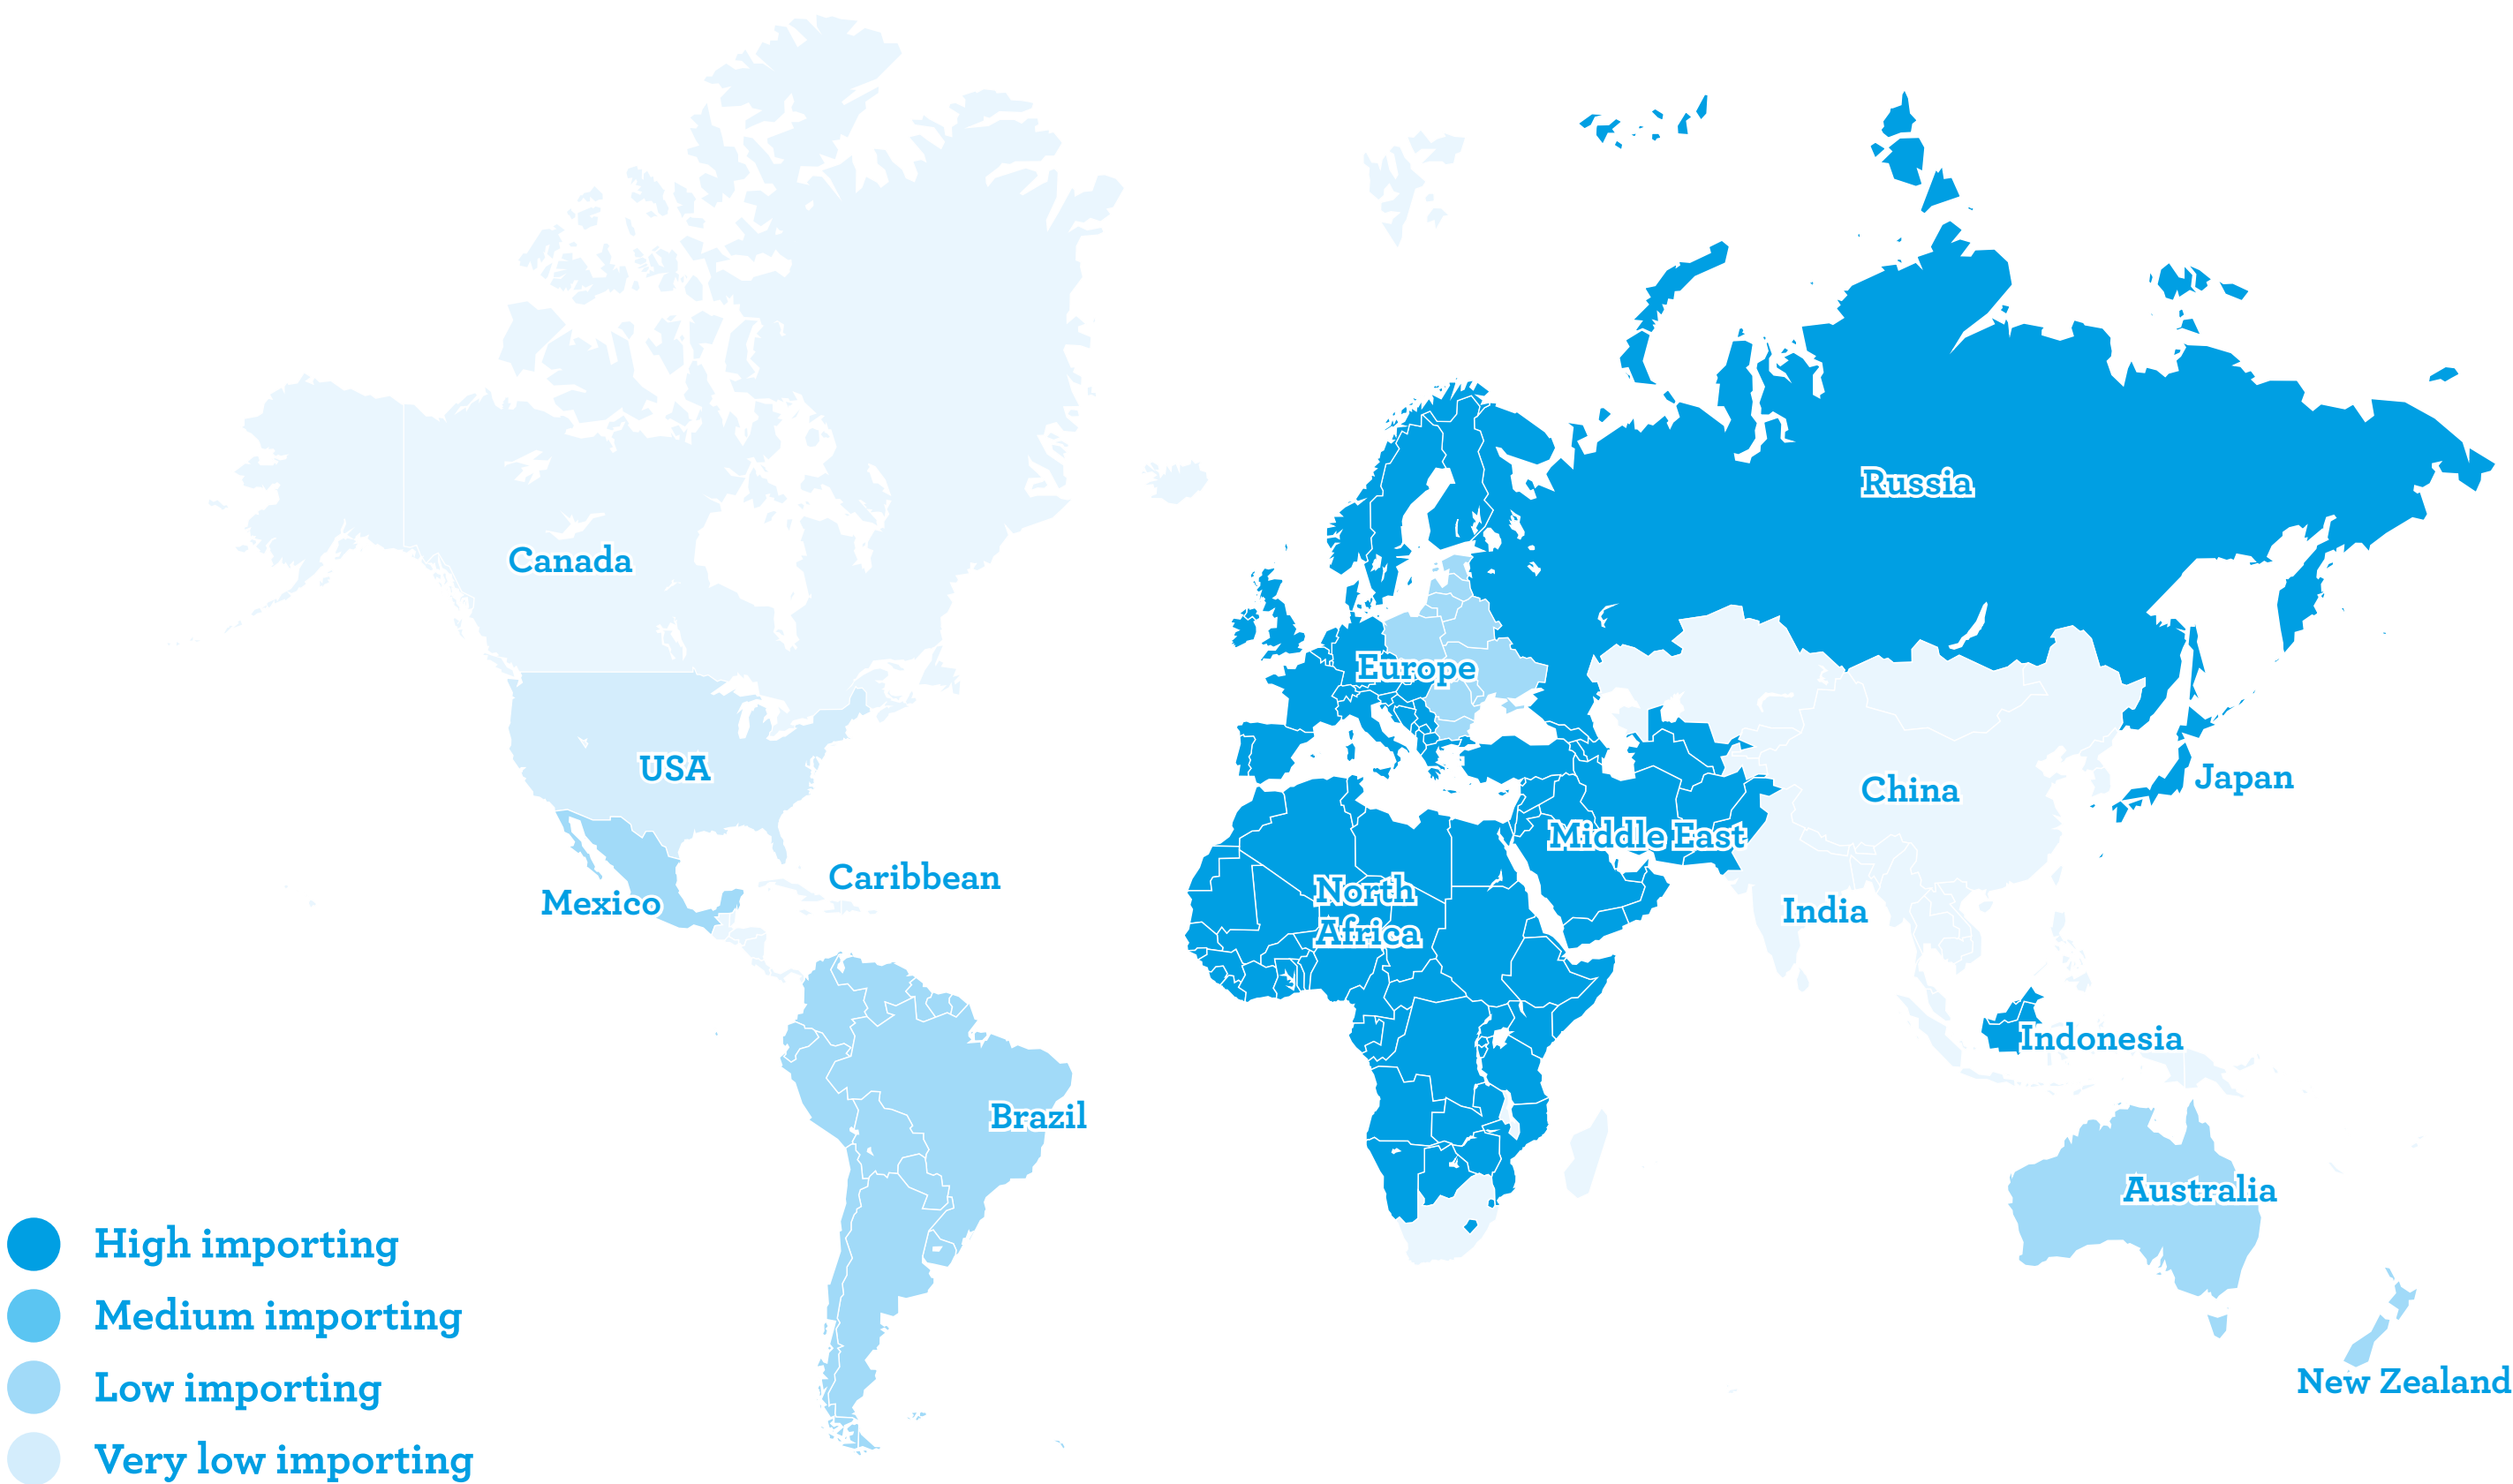 Russia
Canada
Europe
USA
Japan
China
Middle East
Caribbean
North
Africa
Mexico
India
Indonesia
Brazil
Australia
High importing
Medium importing
New Zealand
Low importing
Very low importing